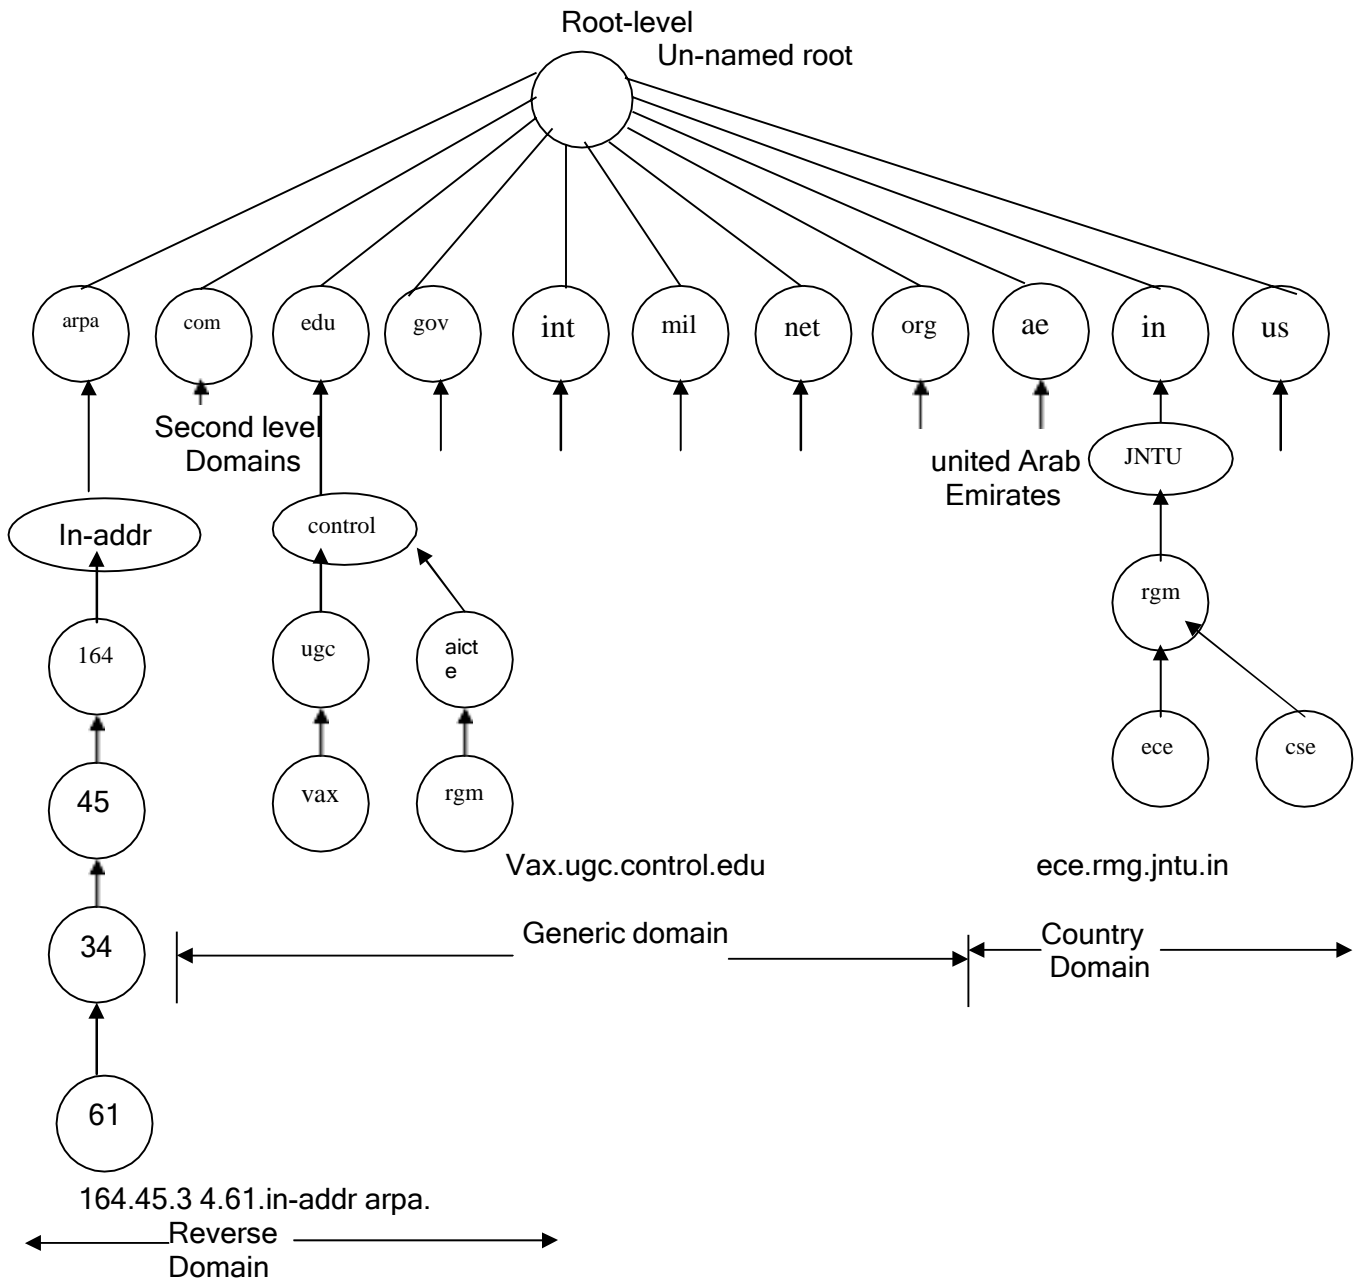 Root-level
Un-named root
arpa
com
edu
gov
int
mil
net
org
ae
in
us
Second level
Domains
united Arab
Emirates
JNTU
In-addr
control
rgm
164
ugc
aict
e
ece
cse
45
vax
rgm
Vax.ugc.control.edu
ece.rmg.jntu.in
34
Generic domain
Country
Domain
61
164.45.3 4.61.in-addr arpa.
Reverse
Domain